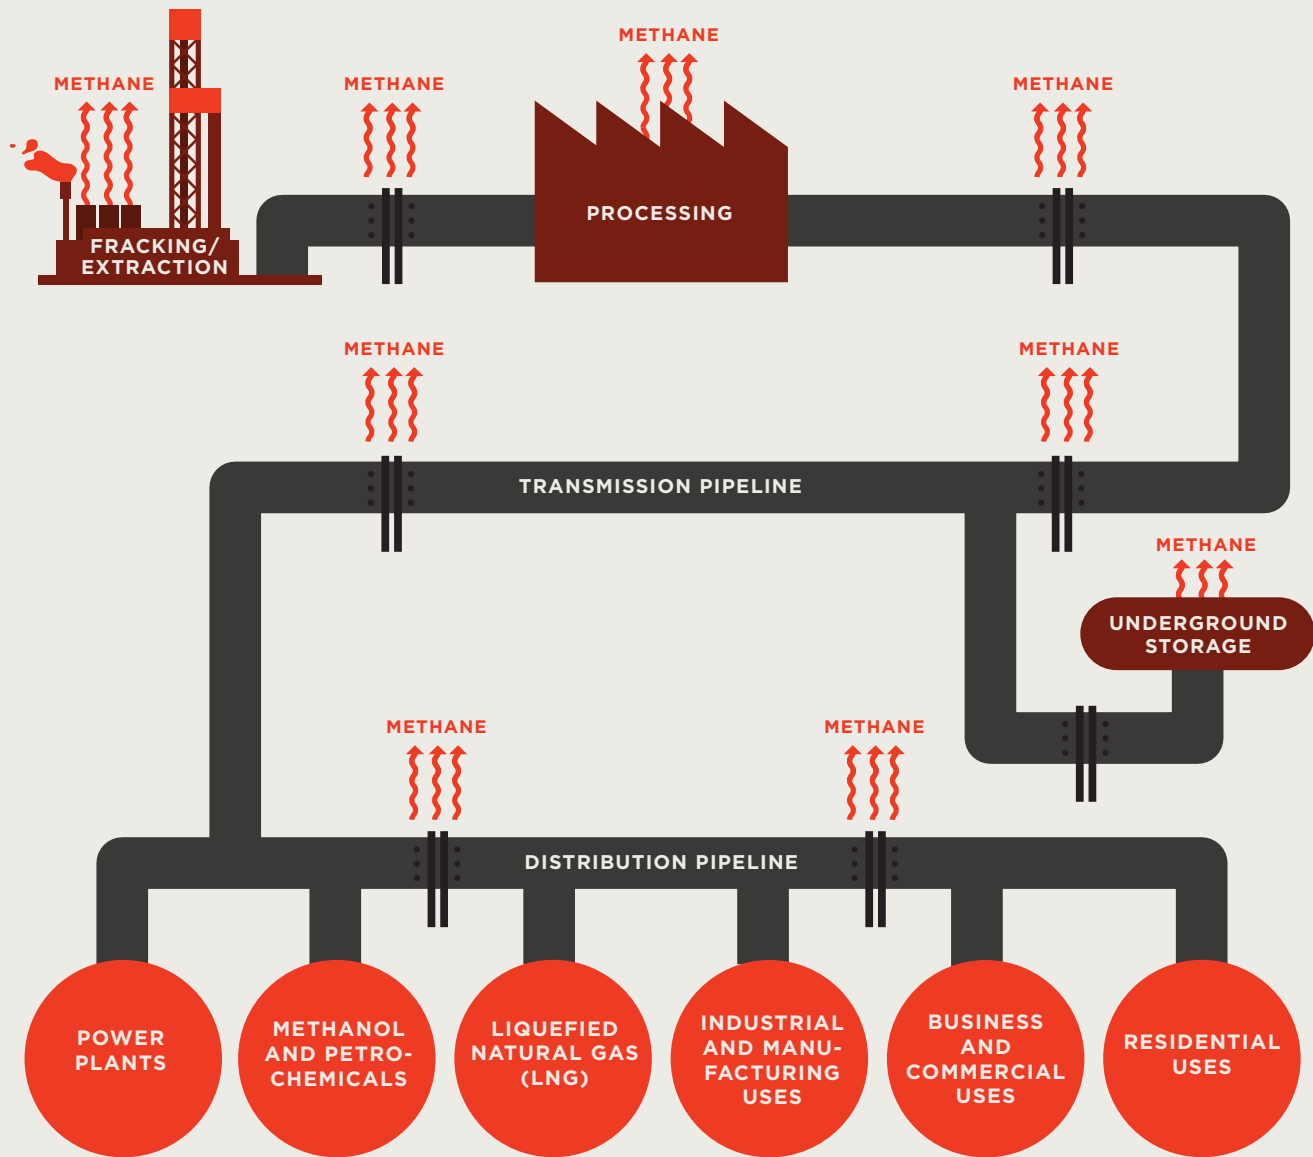 METHANE
METHANE
METHANE
METHANE
FRACKING/
EXTRACTION
PROCESSING
METHANE
METHANE
TRANSMISSION PIPELINE
METHANE
UNDERGROUND
STORAGE
METHANE
METHANE
DISTRIBUTION PIPELINE
POWER
PLANTS
METHANOL
AND PETRO-
CHEMICALS
LIQUEFIED
NATURAL GAS
(LNG)
INDUSTRIAL
AND MANU-
FACTURING
USES
BUSINESS
AND
COMMERCIAL
USES
RESIDENTIAL
USES